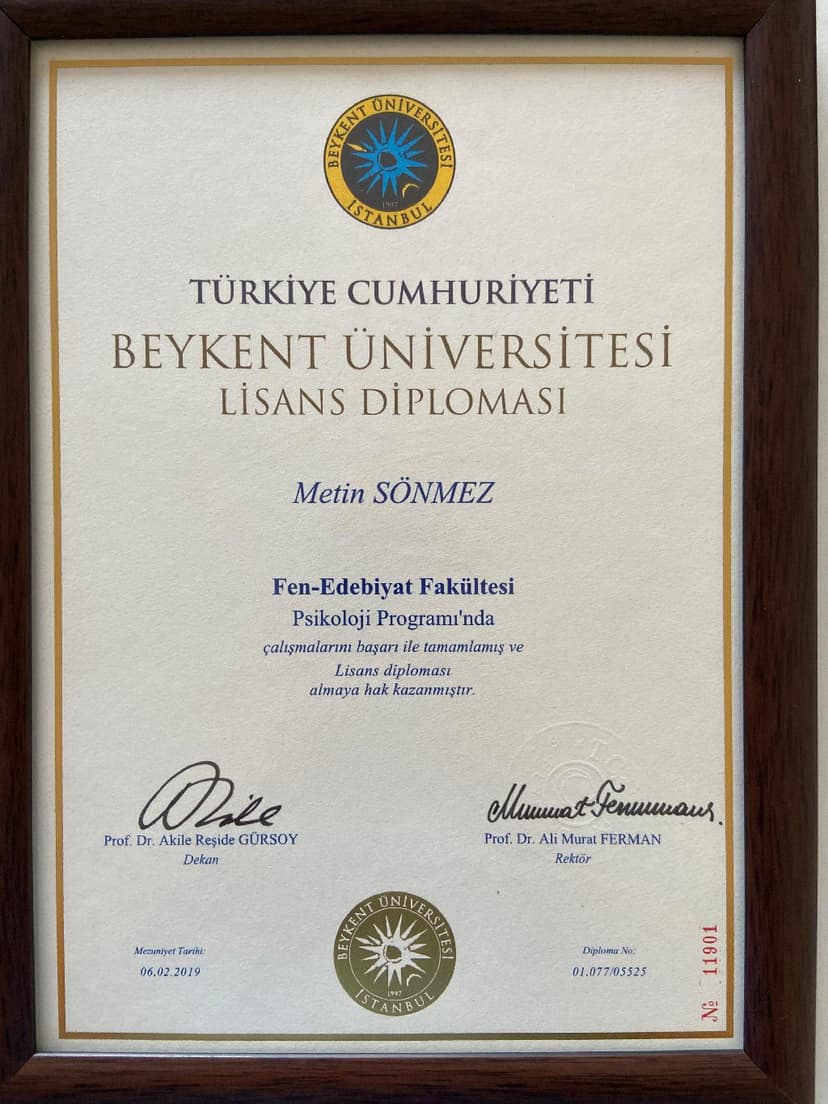 BEYKENT ÜNİVERSİTESİ
1997
İSTANBUL
TÜRKİYE CUMHURİYETİ
BEYKENT ÜNİVERSİTESİ
LİSANS DİPLOMASI
Metin SÖNMEZ
Fen-Edebiyat Fakültesi
Psikoloji Programı'nda
çalışmalarını başarı ile tamamlamış ve
Lisans diploması
almaya hak kazanmıştır.
Prof. Dr. Akile Reşide GÜRSOY
Dekan
Prof. Dr. Ali Murat FERMAN
Rektör
Mezuniyet Tarihi:
06.02.2019
BEYKENT ÜNİVERSİTESİ
1997
İSTANBUL
Diploma No:
01.077/05525
№ 11901